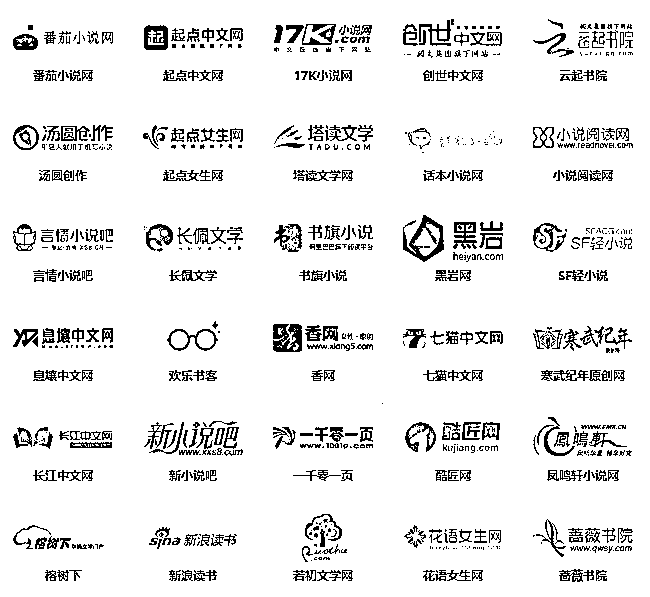 番茄小说网 起点中文网 17K小说网.com 创世中文网
番茄小说网 起点中文网 17K小说网 创世中文网 云起书院
汤圆创作 起点女生网 塔读文学 TADU.COM 小说阅读网 www.readnovel.com
汤圆创作 起点女生网 塔读文学网 话本小说网 小说阅读网
言情小说吧 长佩文学 书旗小说 黑岩 heiyan.com SF轻小说
言情小说吧 长佩文学 书旗小说 黑岩网 SF轻小说
息壤中文网 香网 www.xiang5.com 七猫中文网 寒武纪年
息壤中文网 欢乐书客 香网 七猫中文网 寒武纪年原创网
长江中文网 新小说吧 www.xxs8.com 一千零一页 www.1001p.com 酷匠网 kujiang.com 凤鸣轩
长江中文网 新小说吧 一千零一页 酷匠网 凤鸣轩小说网
榕树下 sina 新浪读书 花语女生网 蔷薇书院 www.qwsy.com
榕树下 新浪读书 若初文学网 花语女生网 蔷薇书院